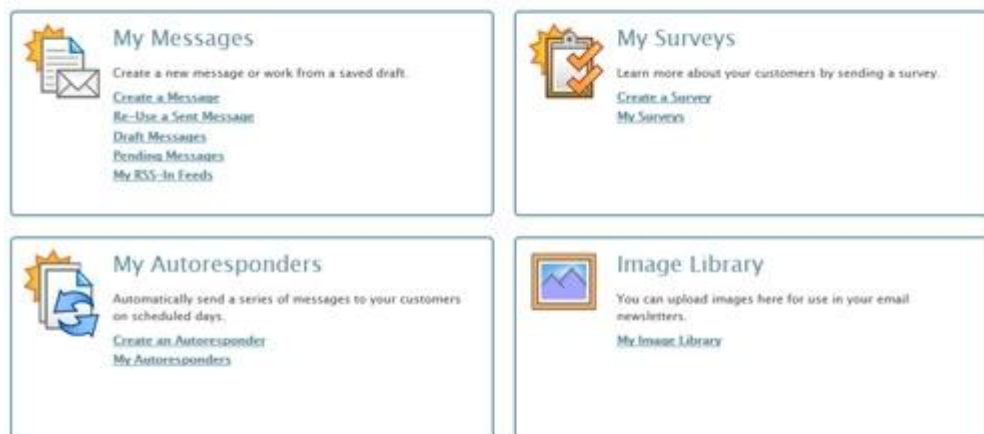 My Messages
Create a new message or work from a saved draft.
Create a Message
Re-Use a Sent Message
Draft Messages
Pending Messages
My RSS-In Feeds
My Surveys
Learn more about your customers by sending a survey.
Create a Survey
My Surveys
My Autoresponders
Automatically send a series of messages to your customers
on scheduled days.
Create an Autoresponder
My Autoresponders
Image Library
You can upload images here for use in your email
newsletters.
My Image Library